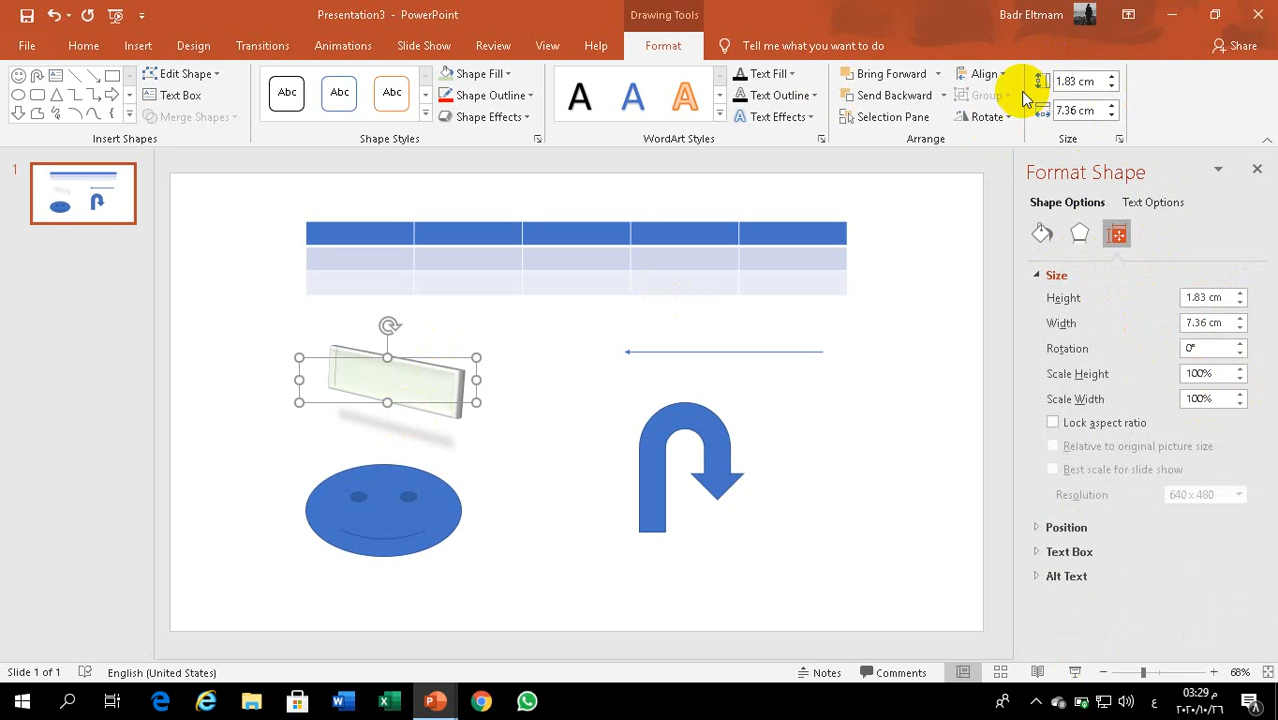 Presentation3 - PowerPoint
Drawing Tools
Badr Eltmam
File Home Insert Design Transitions Animations Slide Show Review View Help Format Tell me what you want to do Share
Edit Shape
Text Box
Merge Shapes
Insert Shapes
Abc Abc Abc
Shape Fill
Shape Outline
Shape Effects
Shape Styles
A A A
Text Fill
Text Outline
Text Effects
WordArt Styles
Bring Forward
Send Backward
Selection Pane
Align
Group
Rotate
Arrange
1.83 cm
7.36 cm
Size
1
Format Shape
Shape Options Text Options
Size
Height 1.83 cm
Width 7.36 cm
Rotation 0°
Scale Height 100%
Scale Width 100%
Lock aspect ratio
Relative to original picture size
Best scale for slide show
Resolution 640 x 480
Position
Text Box
Alt Text
Slide 1 of 1 English (United States) Notes Comments 68%
ع
03:29 م
٢٠٢٠/١٠/٢٦